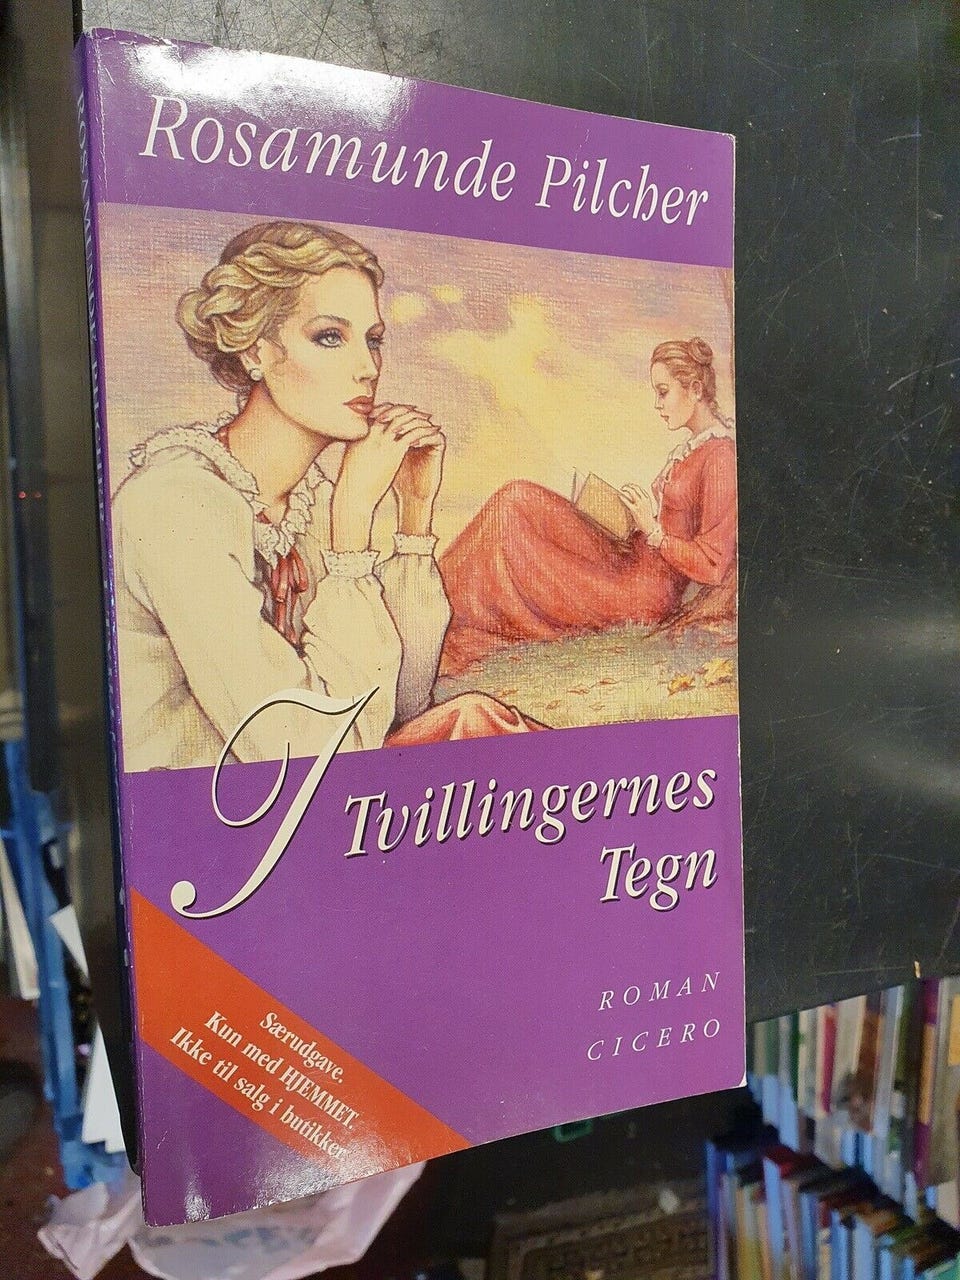 Rosamunde Pilcher
I Tvillingernes
Tegn
ROMAN
CICERO
Særudgave.
Kun med HJEMMET.
Ikke til salg i butikker